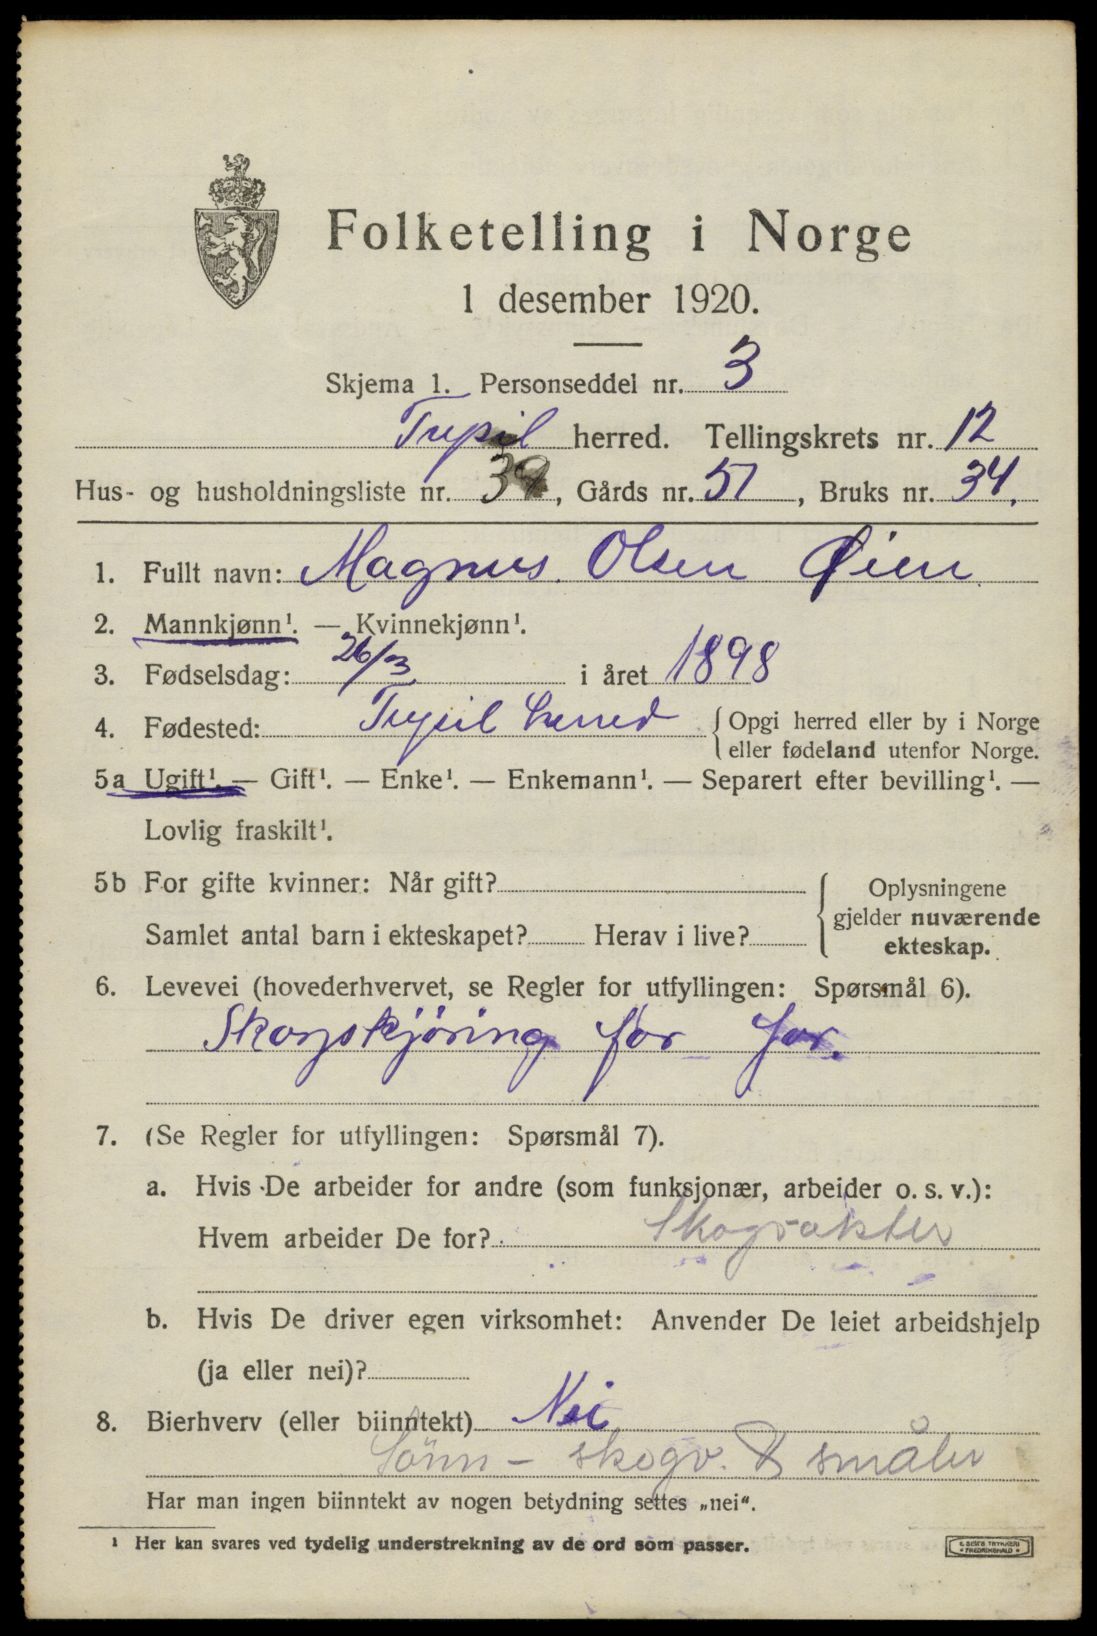 Folketelling i Norge
1 desember 1920.
Skjema 1. Personseddel nr. 3
Trysil herred. Tellingskrets nr. 12
Hus- og husholdningsliste nr. 39, Gårds nr. 51, Bruks nr. 34.
1. Fullt navn: Magnus Olsen Øien
2. Mannkjønn¹. — Kvinnekjønn¹.
3. Fødselsdag: 26/3 i året 1898
4. Fødested: Trysil herred { Opgi herred eller by i Norge
eller fødeland utenfor Norge.
5a Ugift¹. — Gift¹. — Enke¹. — Enkemann¹. — Separert efter bevilling¹. —
Lovlig fraskilt¹.
5b For gifte kvinner: Når gift? { Oplysningene
gjelder nuværende
Samlet antal barn i ekteskapet? Herav i live? ekteskap.
6. Levevei (hovederhvervet, se Regler for utfyllingen: Spørsmål 6).
Skogskjöring for far.
7. (Se Regler for utfyllingen: Spørsmål 7).
a. Hvis De arbeider for andre (som funksjonær, arbeider o. s. v.):
Hvem arbeider De for? Skogvakter
b. Hvis De driver egen virksomhet: Anvender De leiet arbeidshjelp
(ja eller nei)?
8. Bierhverv (eller biinntekt) Nei
Sönn – skogv. & småbr
Har man ingen biinntekt av nogen betydning settes „nei“.
¹ Her kan svares ved tydelig understrekning av de ord som passer.